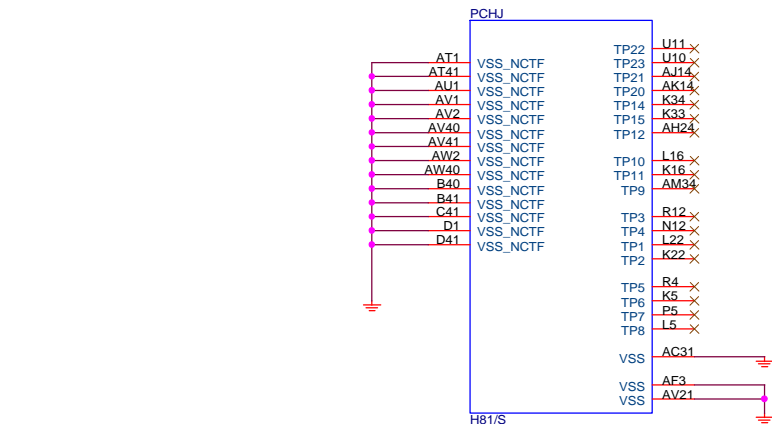 PCHJ
AT1 VSS_NCTF TP22 U11
AT41 VSS_NCTF TP23 U10
AU1 VSS_NCTF TP21 AJ14
AV1 VSS_NCTF TP20 AK14
AV2 VSS_NCTF TP14 K34
AV40 VSS_NCTF TP15 K33
AV41 VSS_NCTF TP12 AH24
AW2 VSS_NCTF TP10 L16
AW40 VSS_NCTF TP11 K16
B40 VSS_NCTF TP9 AM34
B41 VSS_NCTF
C41 VSS_NCTF TP3 R12
D1 VSS_NCTF TP4 N12
D41 VSS_NCTF TP1 L22
TP2 K22
TP5 R4
TP6 K5
TP7 P5
TP8 L5
VSS AC31
VSS AF3
VSS AV21
H81/S